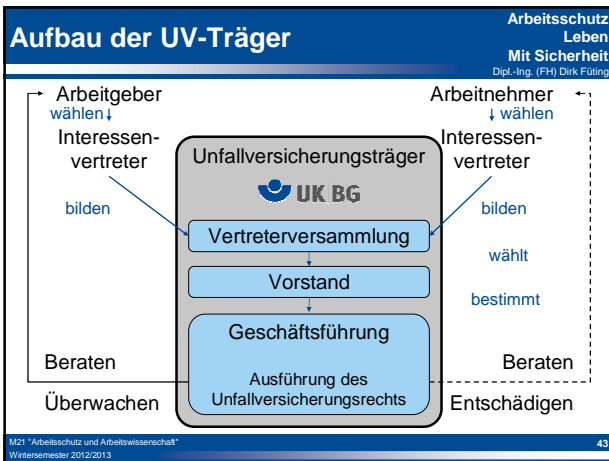 Aufbau der UV-Träger
Arbeitsschutz
Leben
Mit Sicherheit
Dipl.-Ing. (FH) Dirk Füting
Arbeitgeber
wählen
Interessen-
vertreter
bilden
Arbeitnehmer
wählen
Interessen-
vertreter
bilden
Unfallversicherungsträger
UK BG
Vertreterversammlung
wählt
Vorstand
bestimmt
Geschäftsführung
Ausführung des
Unfallversicherungsrechts
Beraten
Überwachen
Beraten
Entschädigen
M21 "Arbeitsschutz und Arbeitswissenschaft"
Wintersemester 2012/2013
43